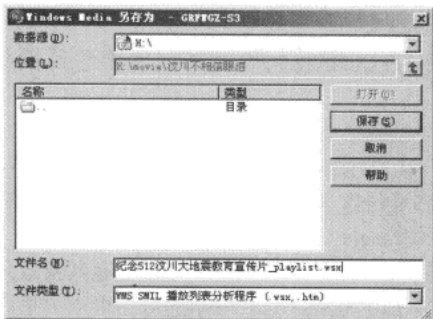 Windows Media 另存为 - GRFWGZ-S3
数据源(D):
H:\
位置(L):
H:\movie\汶川不相信眼泪
名称 类型
.. 目录
打开(O)
保存(S)
取消
帮助
文件名(N):
纪念512汶川大地震教育宣传片_playlist.wsx
文件类型(T):
WMS SMIL 播放列表分析程序 (.wsx,.htm)